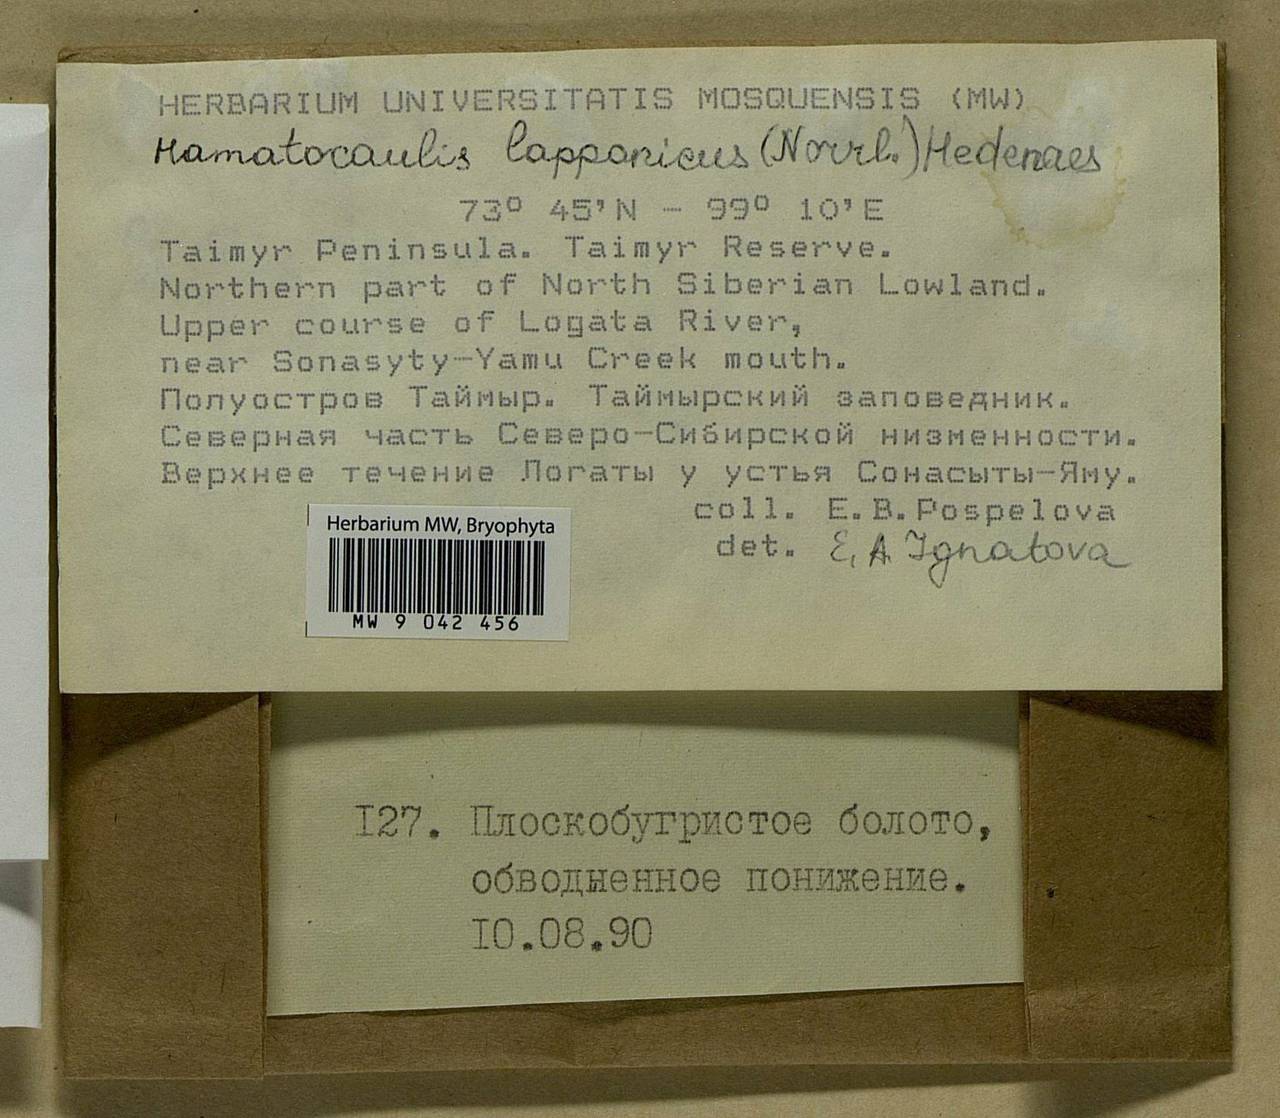 HERBARIUM UNIVERSITATIS MOSQUENSIS (MW)
Hamatocaulis lapponicus (Norrl.) Hedenaes
73° 45'N - 99° 10'E
Taimyr Peninsula. Taimyr Reserve.
Northern part of North Siberian Lowland.
Upper course of Logata River,
near Sonasyty-Yamu Creek mouth.
Полуостров Таймыр. Таймырский заповедник.
Северная часть Северо-Сибирской низменности.
Верхнее течение Логаты у устья Сонасыты-Яму.
coll. E.B.Pospelova
det. E.A Ignatova
Herbarium MW, Bryophyta
MW 9 042 456
I27. Плоскобугристое болото,
обводненное понижение.
I0.08.90